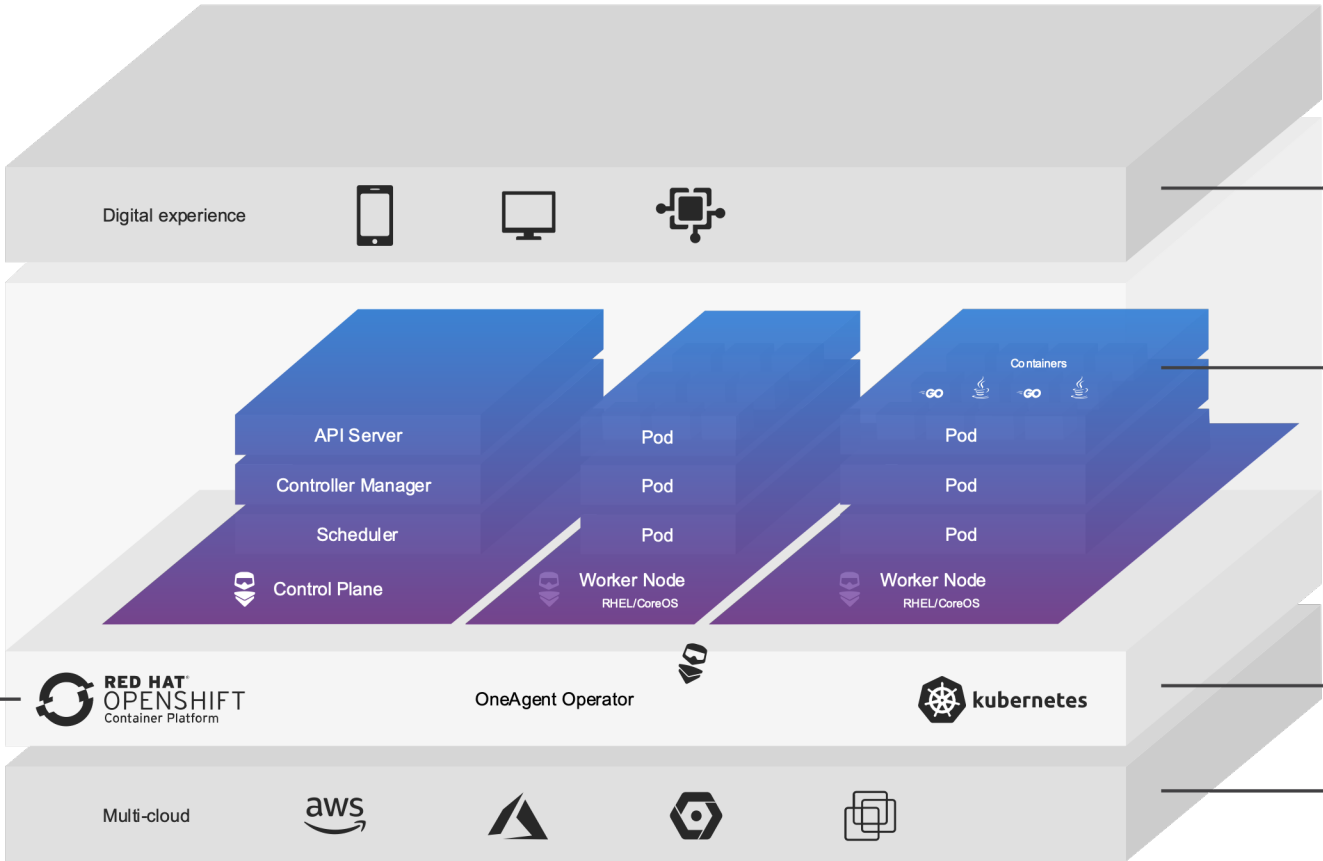 Digital experience
Containers
GO
GO
API Server
Pod
Pod
Controller Manager
Pod
Pod
Scheduler
Pod
Pod
Control Plane
Worker Node
RHEL/CoreOS
Worker Node
RHEL/CoreOS
RED HAT®
OPENSHIFT
Container Platform
OneAgent Operator
kubernetes
Multi-cloud
aws